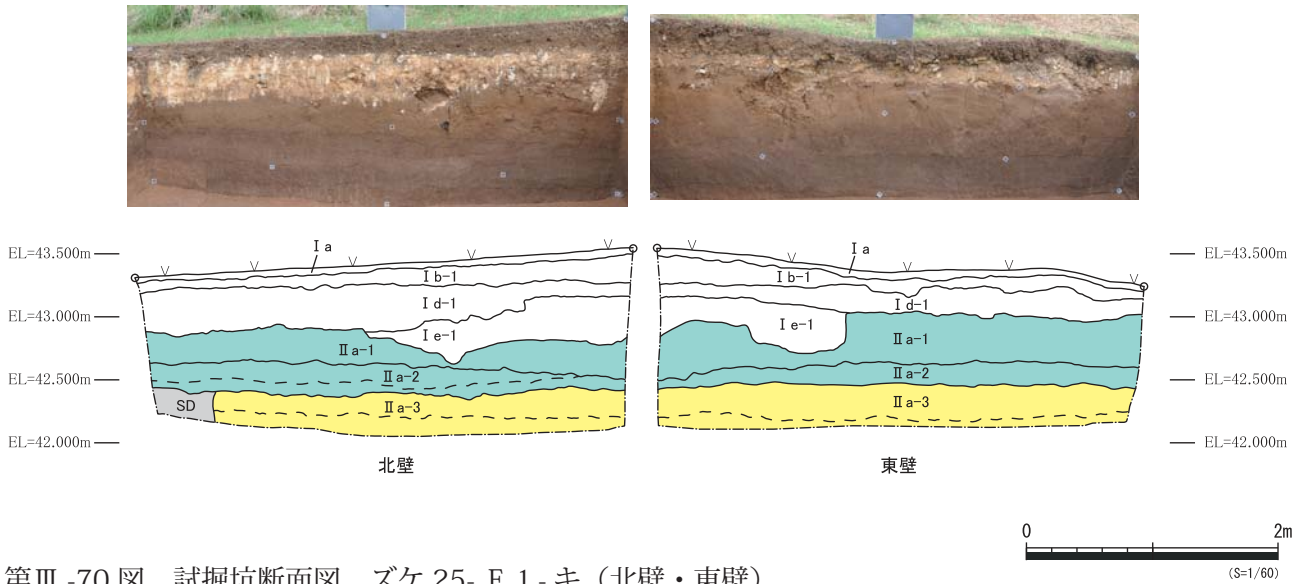 EL=43.500m
EL=43.000m
EL=42.500m
EL=42.000m
Ⅰa
Ⅰb-1
Ⅰd-1
Ⅰe-1
Ⅱa-1
Ⅱa-2
SD
Ⅱa-3
北壁
Ⅰa
Ⅰb-1
Ⅰd-1
Ⅰe-1
Ⅱa-1
Ⅱa-2
Ⅱa-3
東壁
EL=43.500m
EL=43.000m
EL=42.500m
EL=42.000m
0 2m
(S=1/60)
第Ⅲ-70図 試掘坑断面図 ズケ25-F1-キ(北壁・東壁)